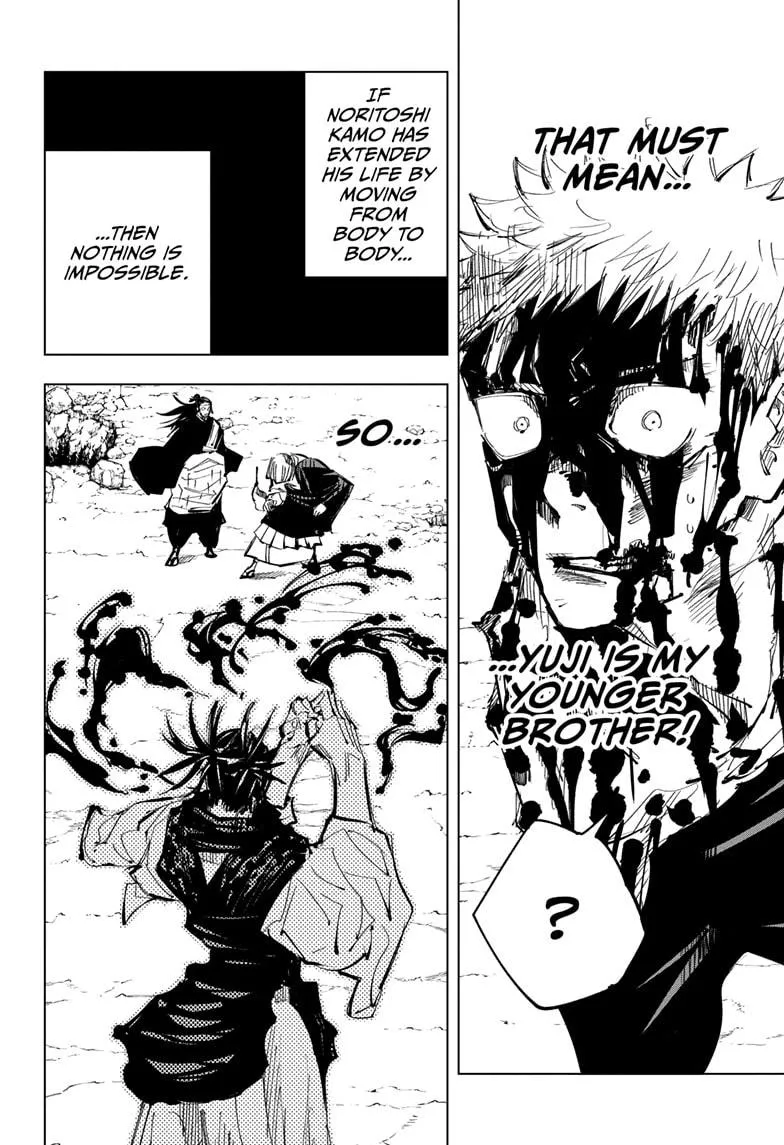 THAT MUST
MEAN...
...YUJI IS MY
YOUNGER
BROTHER!
?
IF
NORITOSHI
KAMO HAS
EXTENDED
HIS LIFE BY
MOVING
FROM
BODY TO
BODY...
...THEN
NOTHING IS
IMPOSSIBLE.
SO...